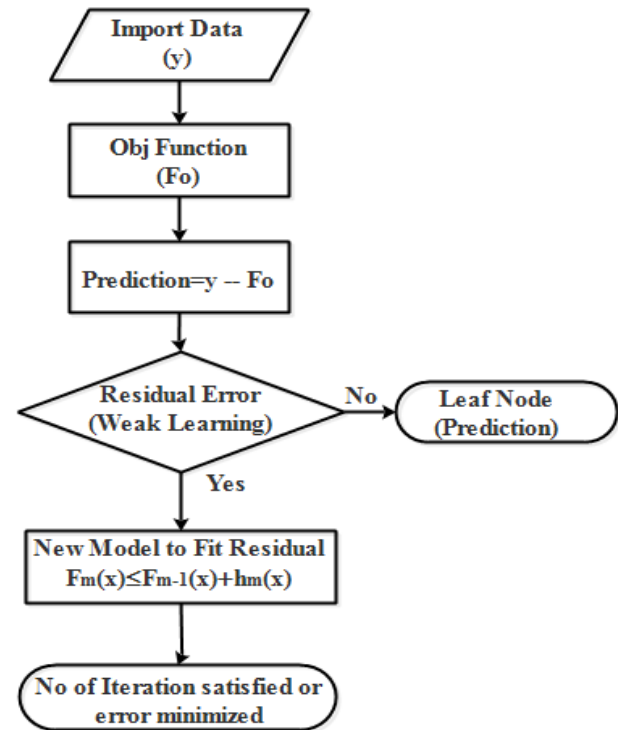 Import Data
(y)
Obj Function
(Fo)
Prediction=y -- Fo
Residual Error
(Weak Learning)
No
Leaf Node
(Prediction)
Yes
New Model to Fit Residual
Fm(x)≤Fm-1(x)+hm(x)
No of Iteration satisfied or
error minimized